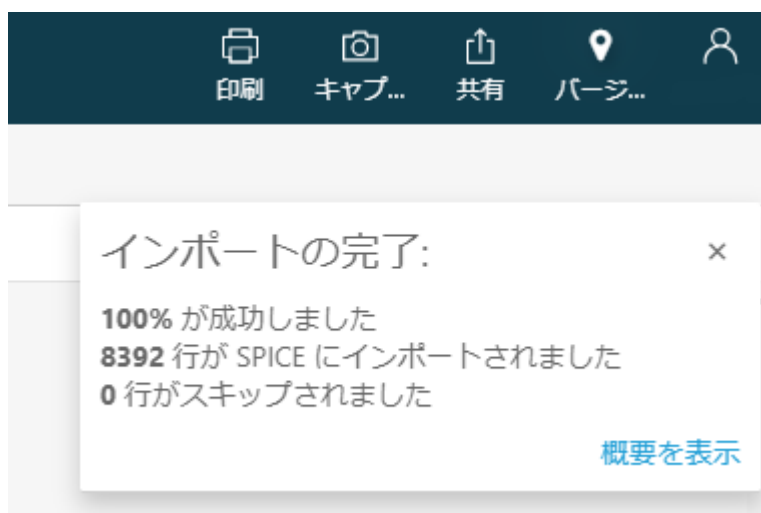 印刷 キャプ... 共有 バージ...
インポートの完了: ×
100% が成功しました
8392 行が SPICE にインポートされました
0 行がスキップされました
概要を表示